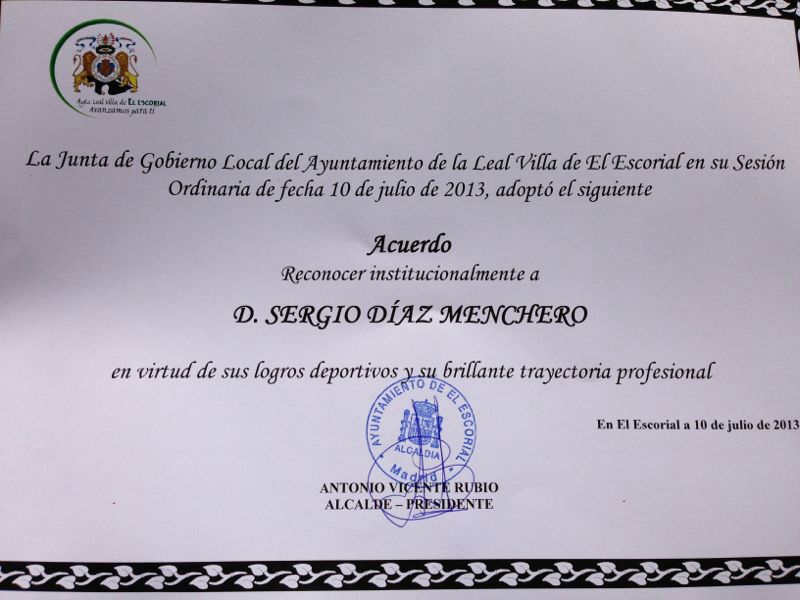 Ayto. Leal Villa de EL ESCORIAL
Avanzamos para ti
La Junta de Gobierno Local del Ayuntamiento de la Leal Villa de El Escorial en su Sesión
Ordinaria de fecha 10 de julio de 2013, adoptó el siguiente
Acuerdo
Reconocer institucionalmente a
D. SERGIO DÍAZ MENCHERO
en virtud de sus logros deportivos y su brillante trayectoria profesional
En El Escorial a 10 de julio de 2013
AYUNTAMIENTO DE EL ESCORIAL
ALCALDIA
Madrid
ANTONIO VICENTE RUBIO
ALCALDE – PRESIDENTE